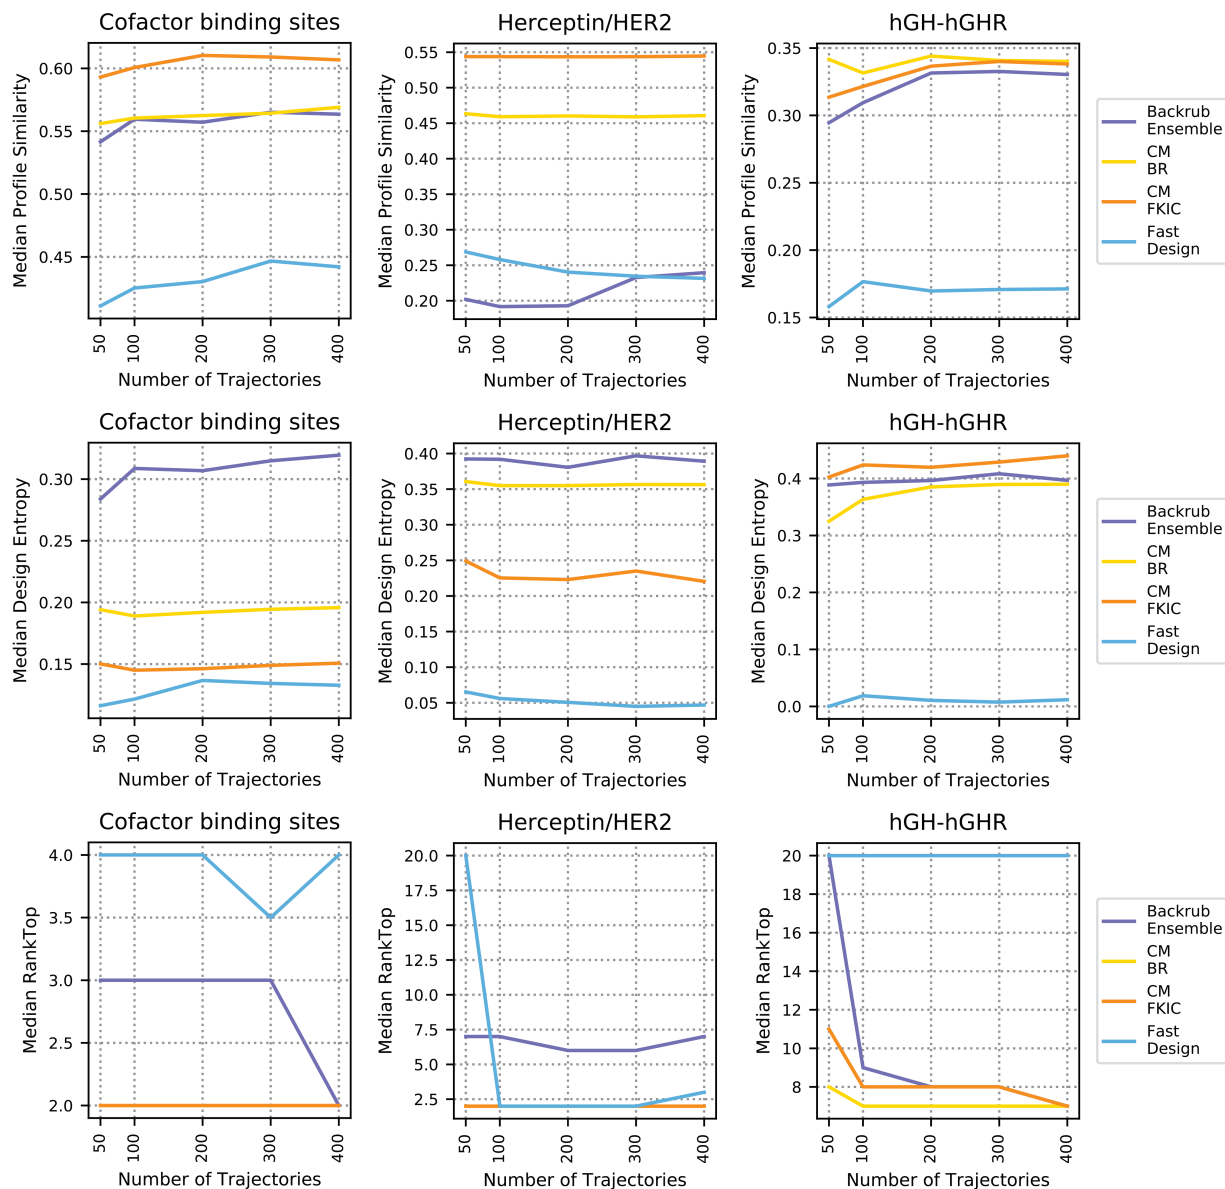 Cofactor binding sites
Herceptin/HER2
hGH-hGHR
Median Profile Similarity
0.60
0.55
0.50
0.45
50
100
200
300
400
Number of Trajectories
Median Profile Similarity
0.55
0.50
0.45
0.40
0.35
0.30
0.25
0.20
50
100
200
300
400
Number of Trajectories
Median Profile Similarity
0.35
0.30
0.25
0.20
0.15
50
100
200
300
400
Number of Trajectories
Backrub
Ensemble
CM
BR
CM
FKIC
Fast
Design
Cofactor binding sites
Herceptin/HER2
hGH-hGHR
Median Design Entropy
0.30
0.25
0.20
0.15
50
100
200
300
400
Number of Trajectories
Median Design Entropy
0.40
0.35
0.30
0.25
0.20
0.15
0.10
0.05
50
100
200
300
400
Number of Trajectories
Median Design Entropy
0.4
0.3
0.2
0.1
0.0
50
100
200
300
400
Number of Trajectories
Backrub
Ensemble
CM
BR
CM
FKIC
Fast
Design
Cofactor binding sites
Herceptin/HER2
hGH-hGHR
Median RankTop
4.0
3.5
3.0
2.5
2.0
50
100
200
300
400
Number of Trajectories
Median RankTop
20.0
17.5
15.0
12.5
10.0
7.5
5.0
2.5
50
100
200
300
400
Number of Trajectories
Median RankTop
20
18
16
14
12
10
8
50
100
200
300
400
Number of Trajectories
Backrub
Ensemble
CM
BR
CM
FKIC
Fast
Design